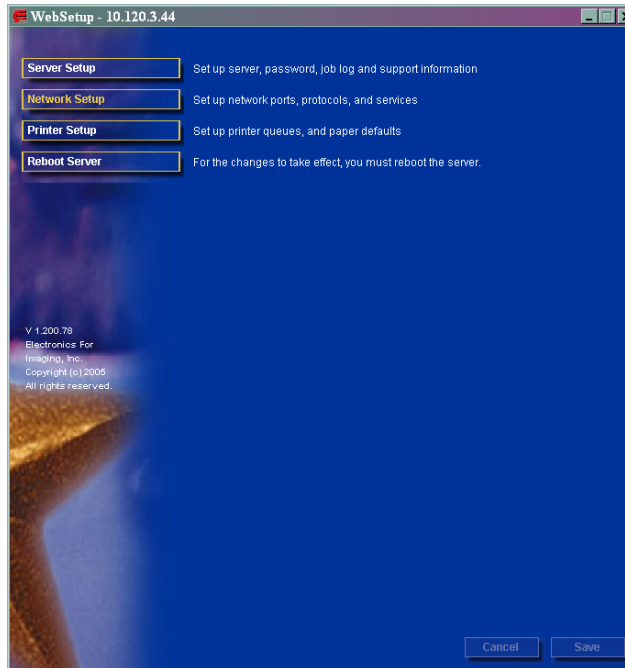 WebSetup - 10.120.3.44
Server Setup
Set up server, password, job log and support information
Network Setup
Set up network ports, protocols, and services
Printer Setup
Set up printer queues, and paper defaults
Reboot Server
For the changes to take effect, you must reboot the server.
V 1.200.78
Electronics For
Imaging, Inc.
Copyright (c) 2005
All rights reserved.
Cancel
Save